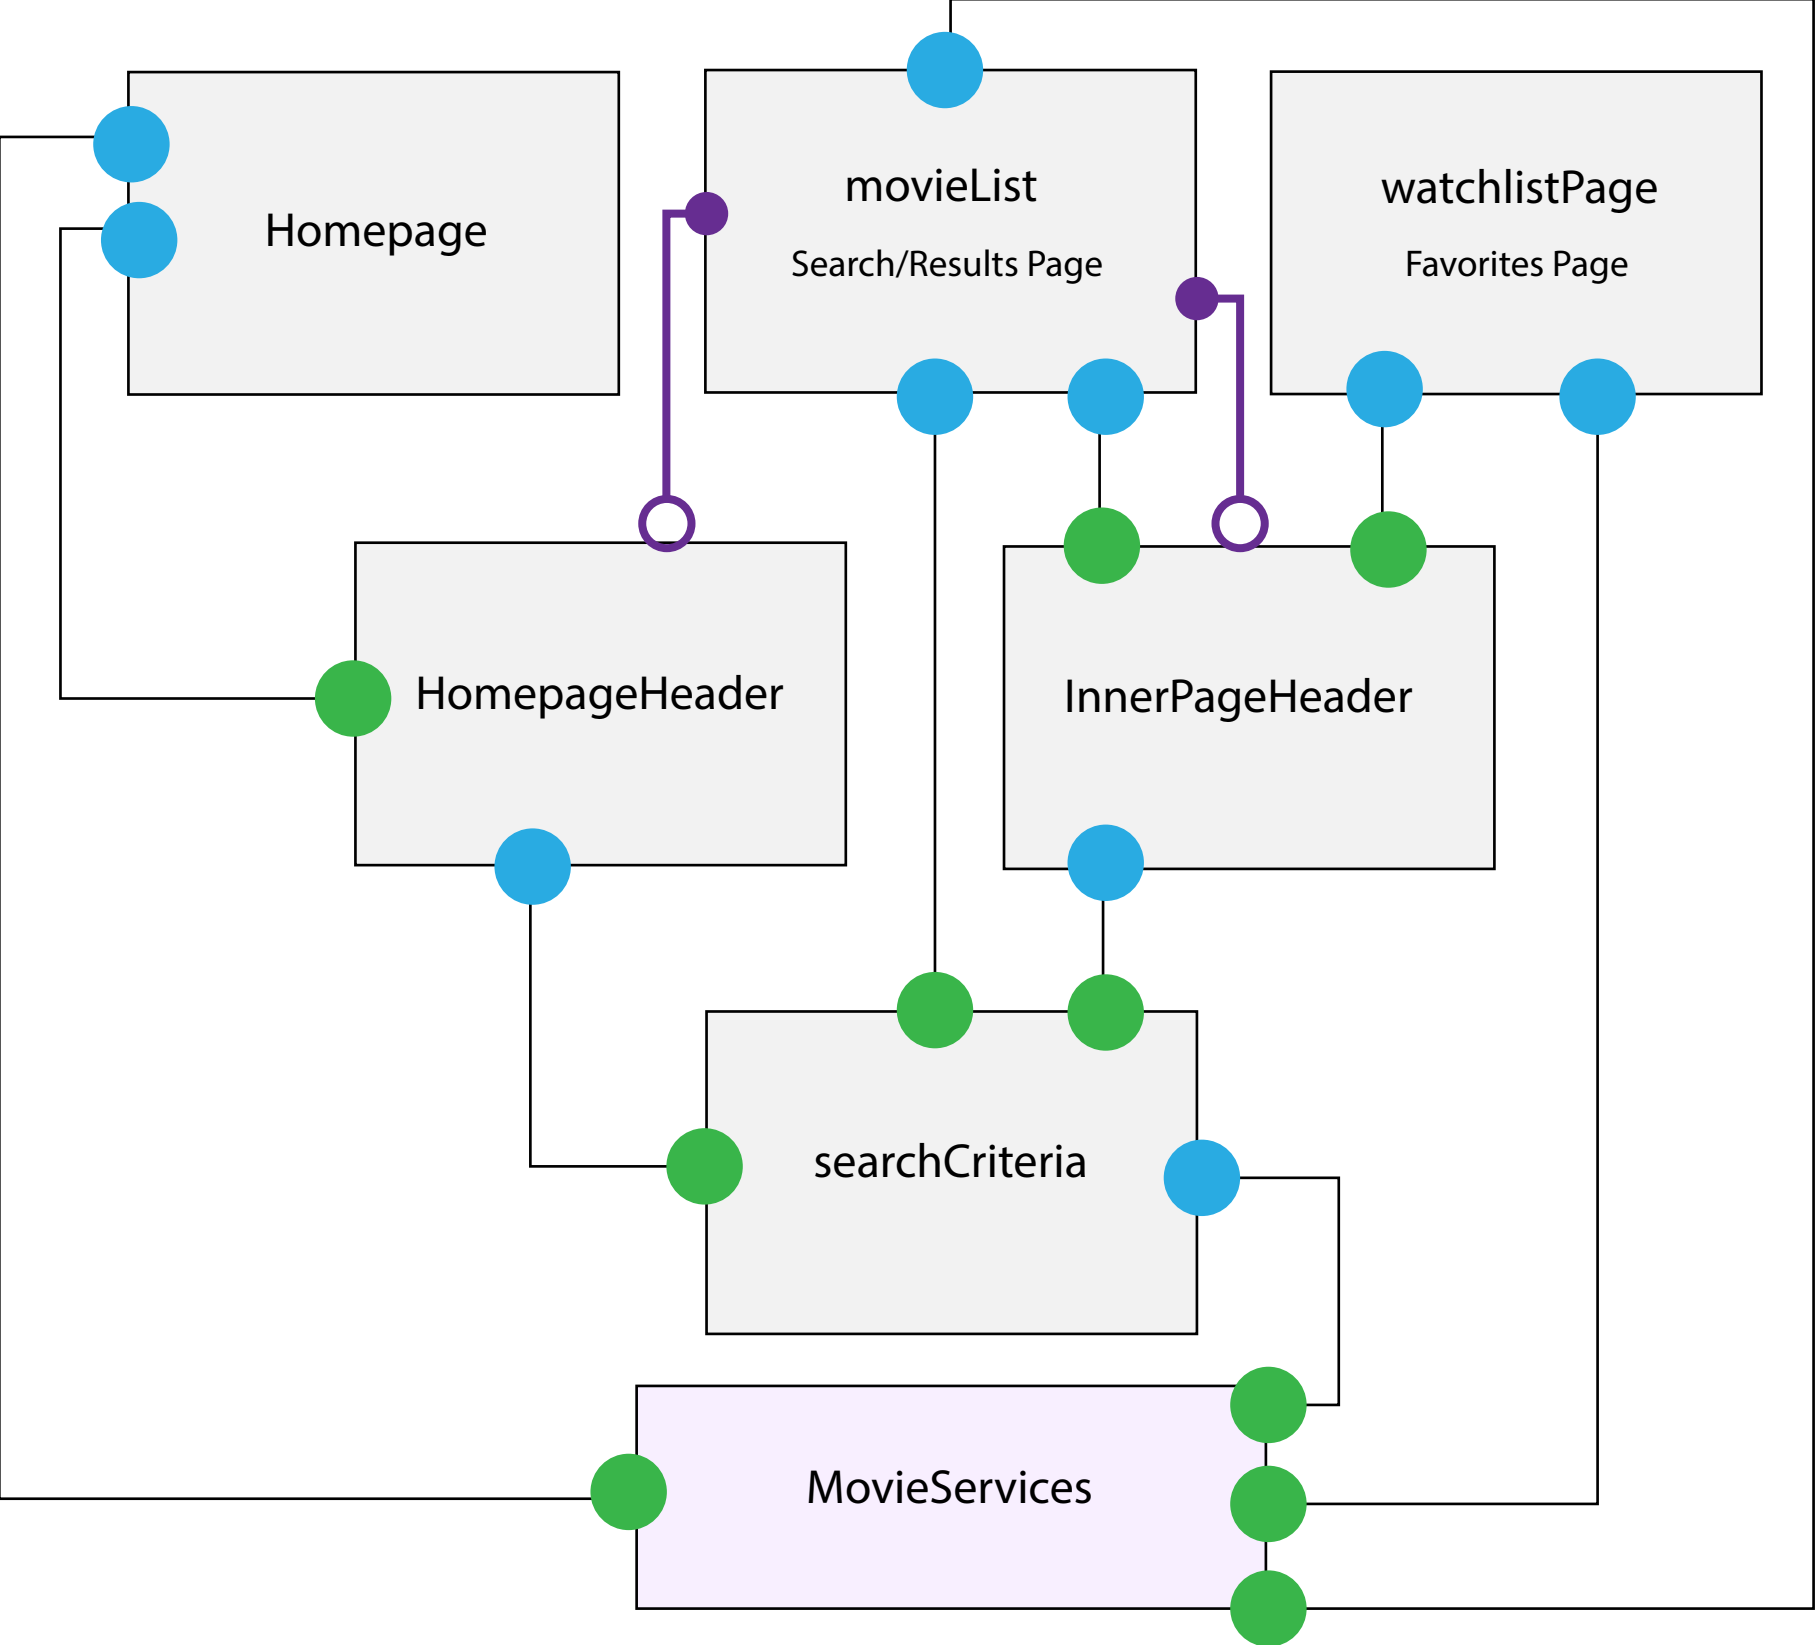 Homepage
movieList
Search/Results Page
watchlistPage
Favorites Page
HomepageHeader
InnerPageHeader
searchCriteria
MovieServices